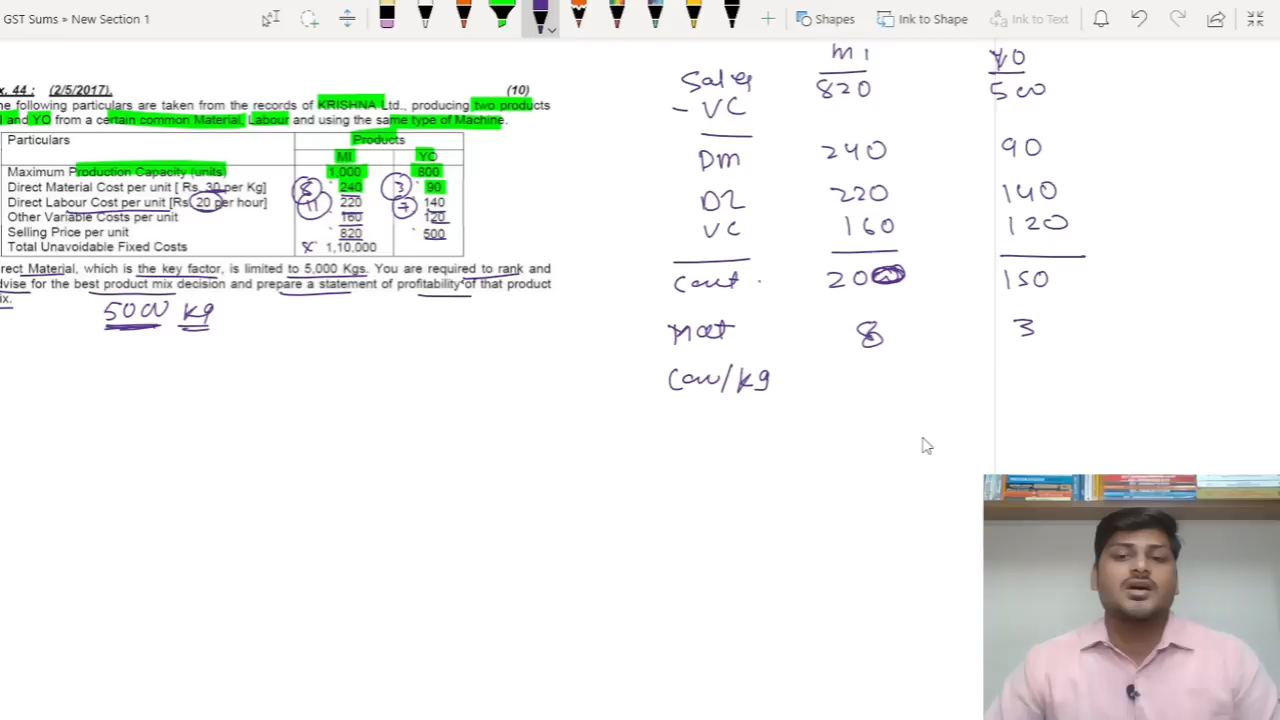 GST Sums » New Section 1
Shapes
Ink to Shape
Ink to Text
x. 44 : (2/5/2017). (10)
he following particulars are taken from the records of KRISHNA Ltd., producing two products
I and YO from a certain common Material, Labour and using the same type of Machine.
Particulars Products
MI YO
Maximum Production Capacity (units) 1,000 800
Direct Material Cost per unit [ Rs. 30 per Kg] 8 240 3 90
Direct Labour Cost per unit [Rs 20 per hour] 11 220 7 140
Other Variable Costs per unit 160 120
Selling Price per unit 820 500
Total Unavoidable Fixed Costs 1,10,000
rect Material, which is the key factor, is limited to 5,000 Kgs. You are required to rank and
dvise for the best product mix decision and prepare a statement of profitability of that product
ix.
5000 kg
MI YO
Sales 820 500
- VC
DM 240 90
DL 220 140
VC 160 120
Cont. 200 150
Mat 8 3
Con/kg